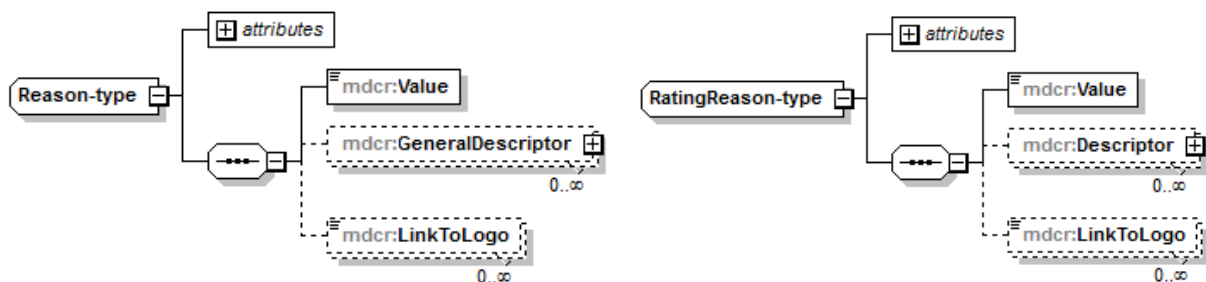 attributes
Reason-type
mdcr:Value
mdcr:GeneralDescriptor
0..∞
mdcr:LinkToLogo
0..∞
attributes
RatingReason-type
mdcr:Value
mdcr:Descriptor
0..∞
mdcr:LinkToLogo
0..∞